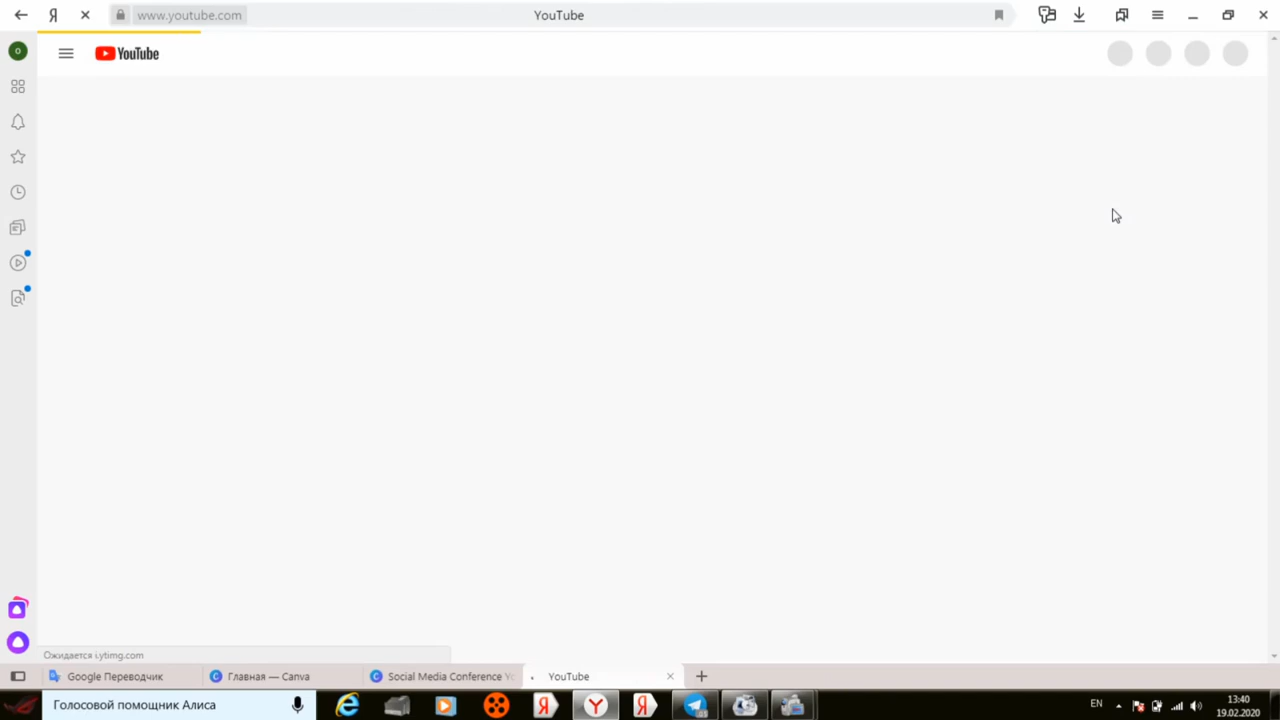 Я
www.youtube.com
YouTube
o
YouTube
Ожидается i.ytimg.com
Google Переводчик
Главная — Canva
Social Media Conference Yo
YouTube
Голосовой помощник Алиса
Я
Y
Я
EN
13:40
19.02.2020